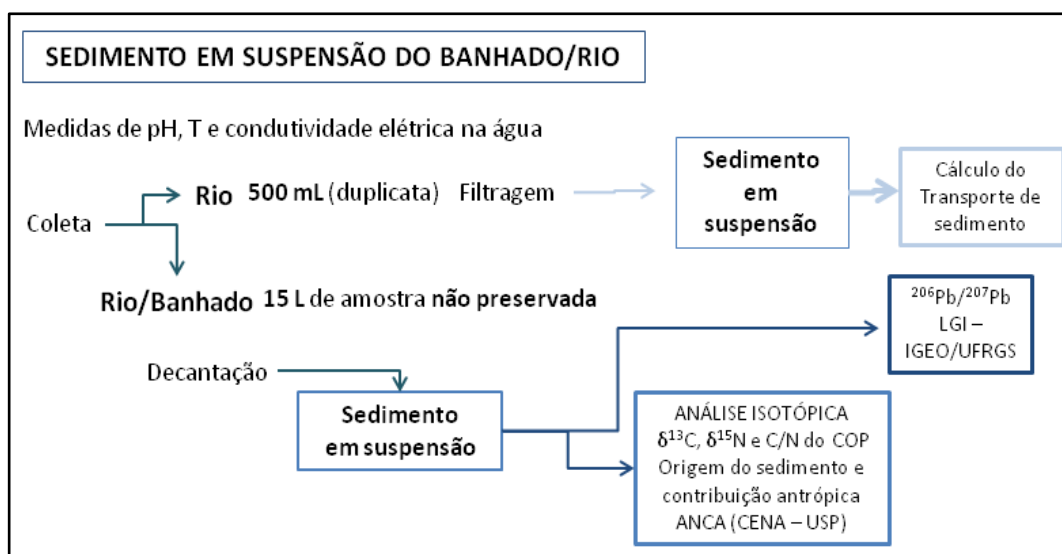 SEDIMENTO EM SUSPENSÃO DO BANHADO/RIO
Medidas de pH, T e condutividade elétrica na água
Coleta
Rio 500 mL (duplicata) Filtragem
Sedimento
em
suspensão
Cálculo do
Transporte de
sedimento
Rio/Banhado 15 L de amostra não preservada
Decantação
Sedimento
em suspensão
²⁰⁶Pb/²⁰⁷Pb
LGI –
IGEO/UFRGS
ANÁLISE ISOTÓPICA
δ¹³C, δ¹⁵N e C/N do COP
Origem do sedimento e
contribuição antrópica
ANCA (CENA – USP)